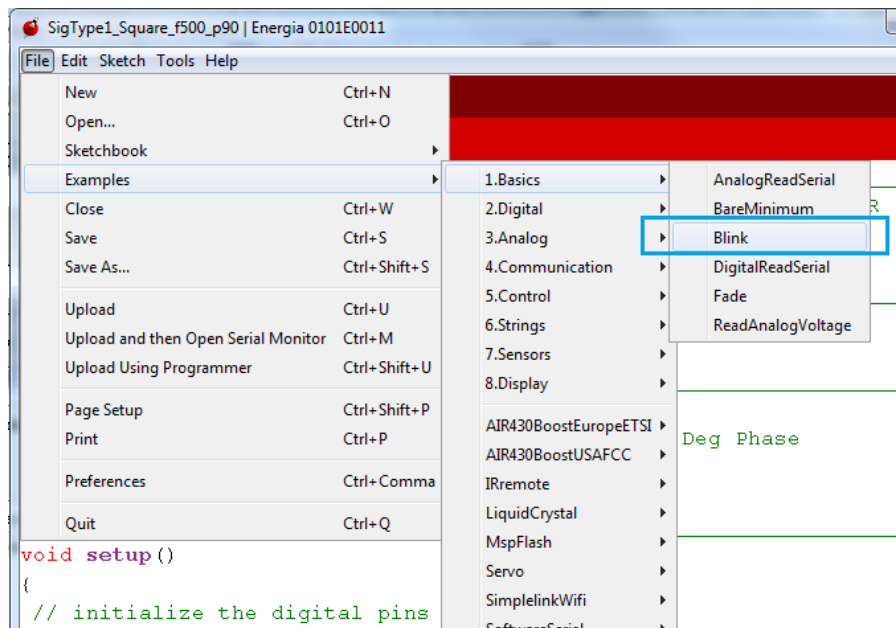 SigType1_Square_f500_p90 | Energia 0101E0011
File Edit Sketch Tools Help
New Ctrl+N
Open... Ctrl+O
Sketchbook
Examples
Close Ctrl+W
Save Ctrl+S
Save As... Ctrl+Shift+S
Upload Ctrl+U
Upload and then Open Serial Monitor Ctrl+M
Upload Using Programmer Ctrl+Shift+U
Page Setup Ctrl+Shift+P
Print Ctrl+P
Preferences Ctrl+Comma
Quit Ctrl+Q
1.Basics
2.Digital
3.Analog
4.Communication
5.Control
6.Strings
7.Sensors
8.Display
AIR430BoostEuropeETSI
AIR430BoostUSAFCC
IRremote
LiquidCrystal
MspFlash
Servo
SimplelinkWifi
SoftwareSerial
AnalogReadSerial
BareMinimum
Blink
DigitalReadSerial
Fade
ReadAnalogVoltage
R
Deg Phase
void setup()
{
// initialize the digital pins